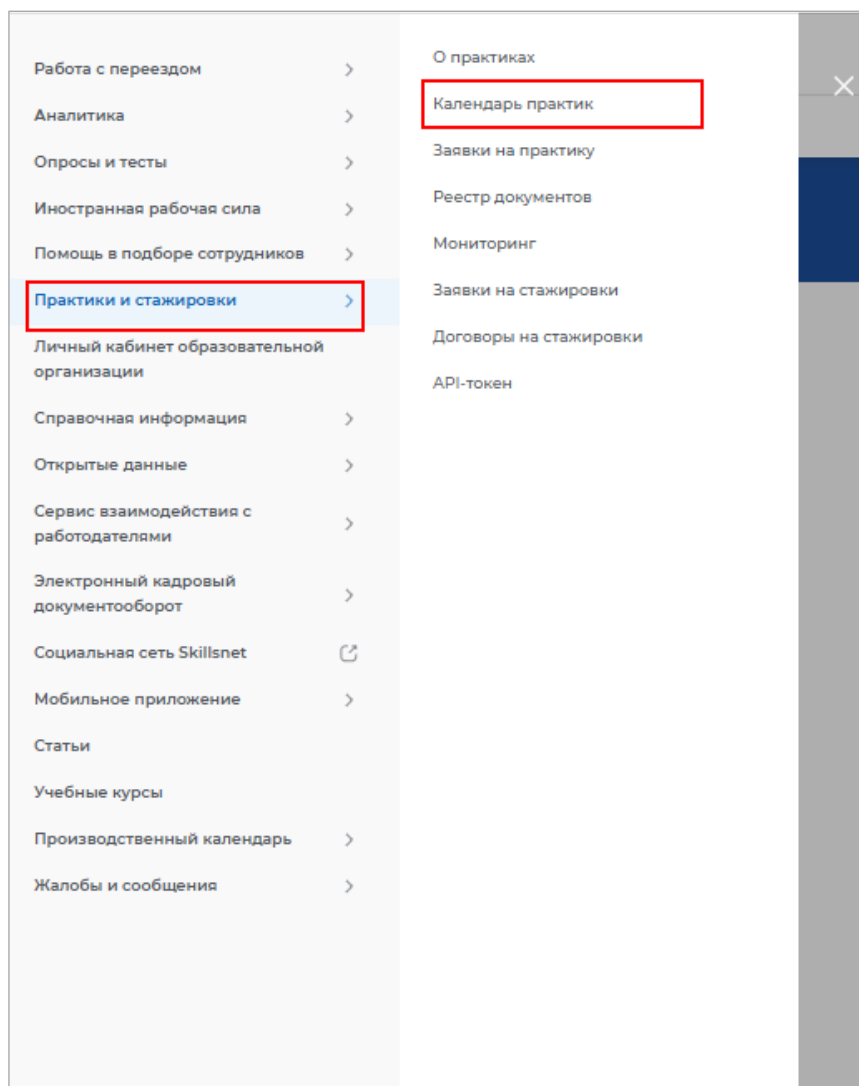 Работа с переездом
Аналитика
Опросы и тесты
Иностранная рабочая сила
Помощь в подборе сотрудников
Практики и стажировки
Личный кабинет образовательной
организации
Справочная информация
Открытые данные
Сервис взаимодействия с
работодателями
Электронный кадровый
документооборот
Социальная сеть Skillsnet
Мобильное приложение
Статьи
Учебные курсы
Производственный календарь
Жалобы и сообщения
О практиках
Календарь практик
Заявки на практику
Реестр документов
Мониторинг
Заявки на стажировки
Договоры на стажировки
API-токен